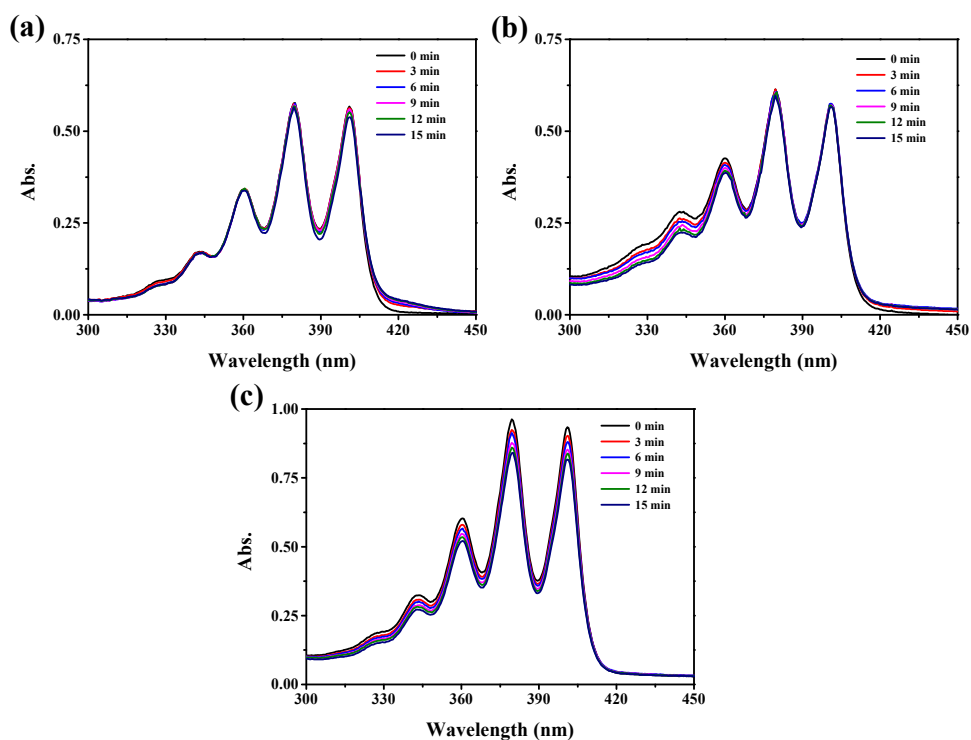 (a)
0.75
0.50
0.25
0.00
Abs.
300 330 360 390 420 450
Wavelength (nm)
0 min
3 min
6 min
9 min
12 min
15 min
(b)
0.75
0.50
0.25
0.00
Abs.
300 330 360 390 420 450
Wavelength (nm)
0 min
3 min
6 min
9 min
12 min
15 min
(c)
1.00
0.75
0.50
0.25
0.00
Abs.
300 330 360 390 420 450
Wavelength (nm)
0 min
3 min
6 min
9 min
12 min
15 min